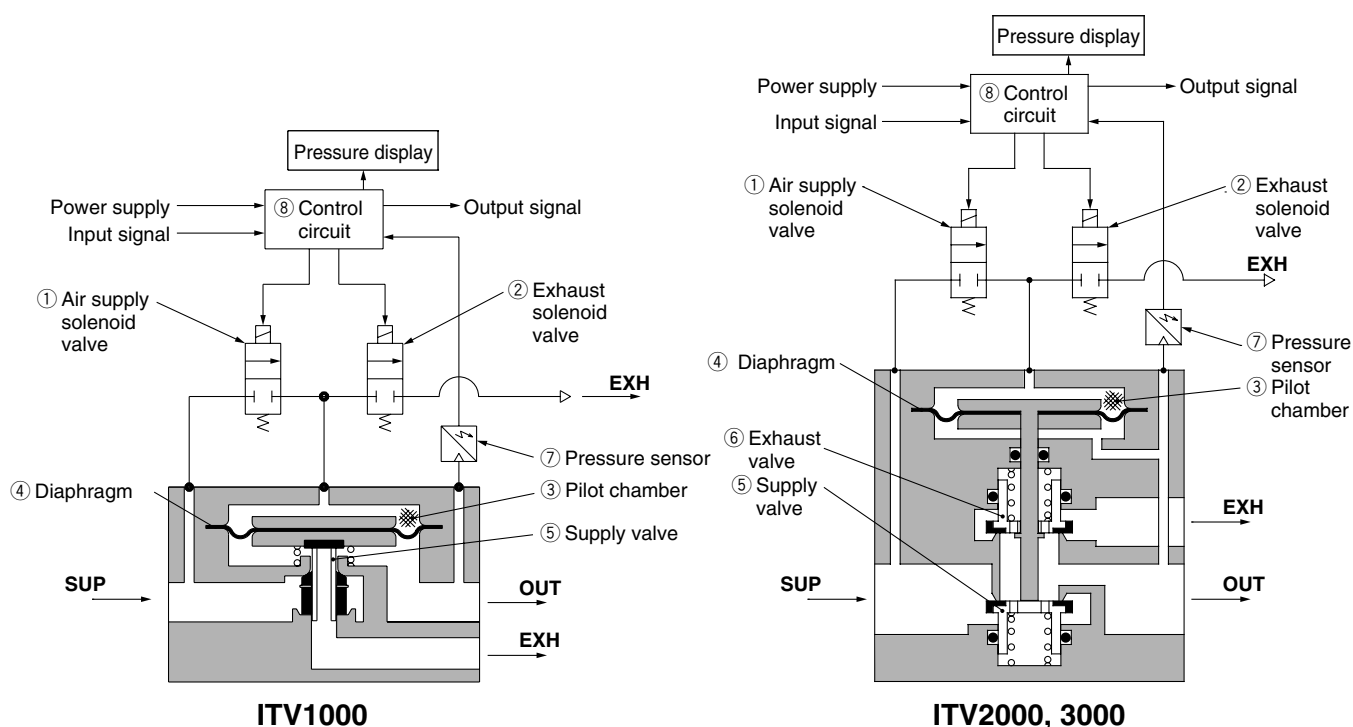 Pressure display
Power supply
Input signal
⑧ Control
circuit
Output signal
① Air supply
solenoid
valve
② Exhaust
solenoid
valve
EXH
⑦ Pressure sensor
④ Diaphragm
③ Pilot chamber
⑤ Supply valve
SUP
OUT
EXH
ITV1000
Pressure display
Power supply
Input signal
⑧ Control
circuit
Output signal
① Air supply
solenoid
valve
② Exhaust
solenoid
valve
EXH
⑦ Pressure
sensor
④ Diaphragm
③ Pilot
chamber
⑥ Exhaust
valve
⑤ Supply
valve
EXH
SUP
OUT
ITV2000, 3000